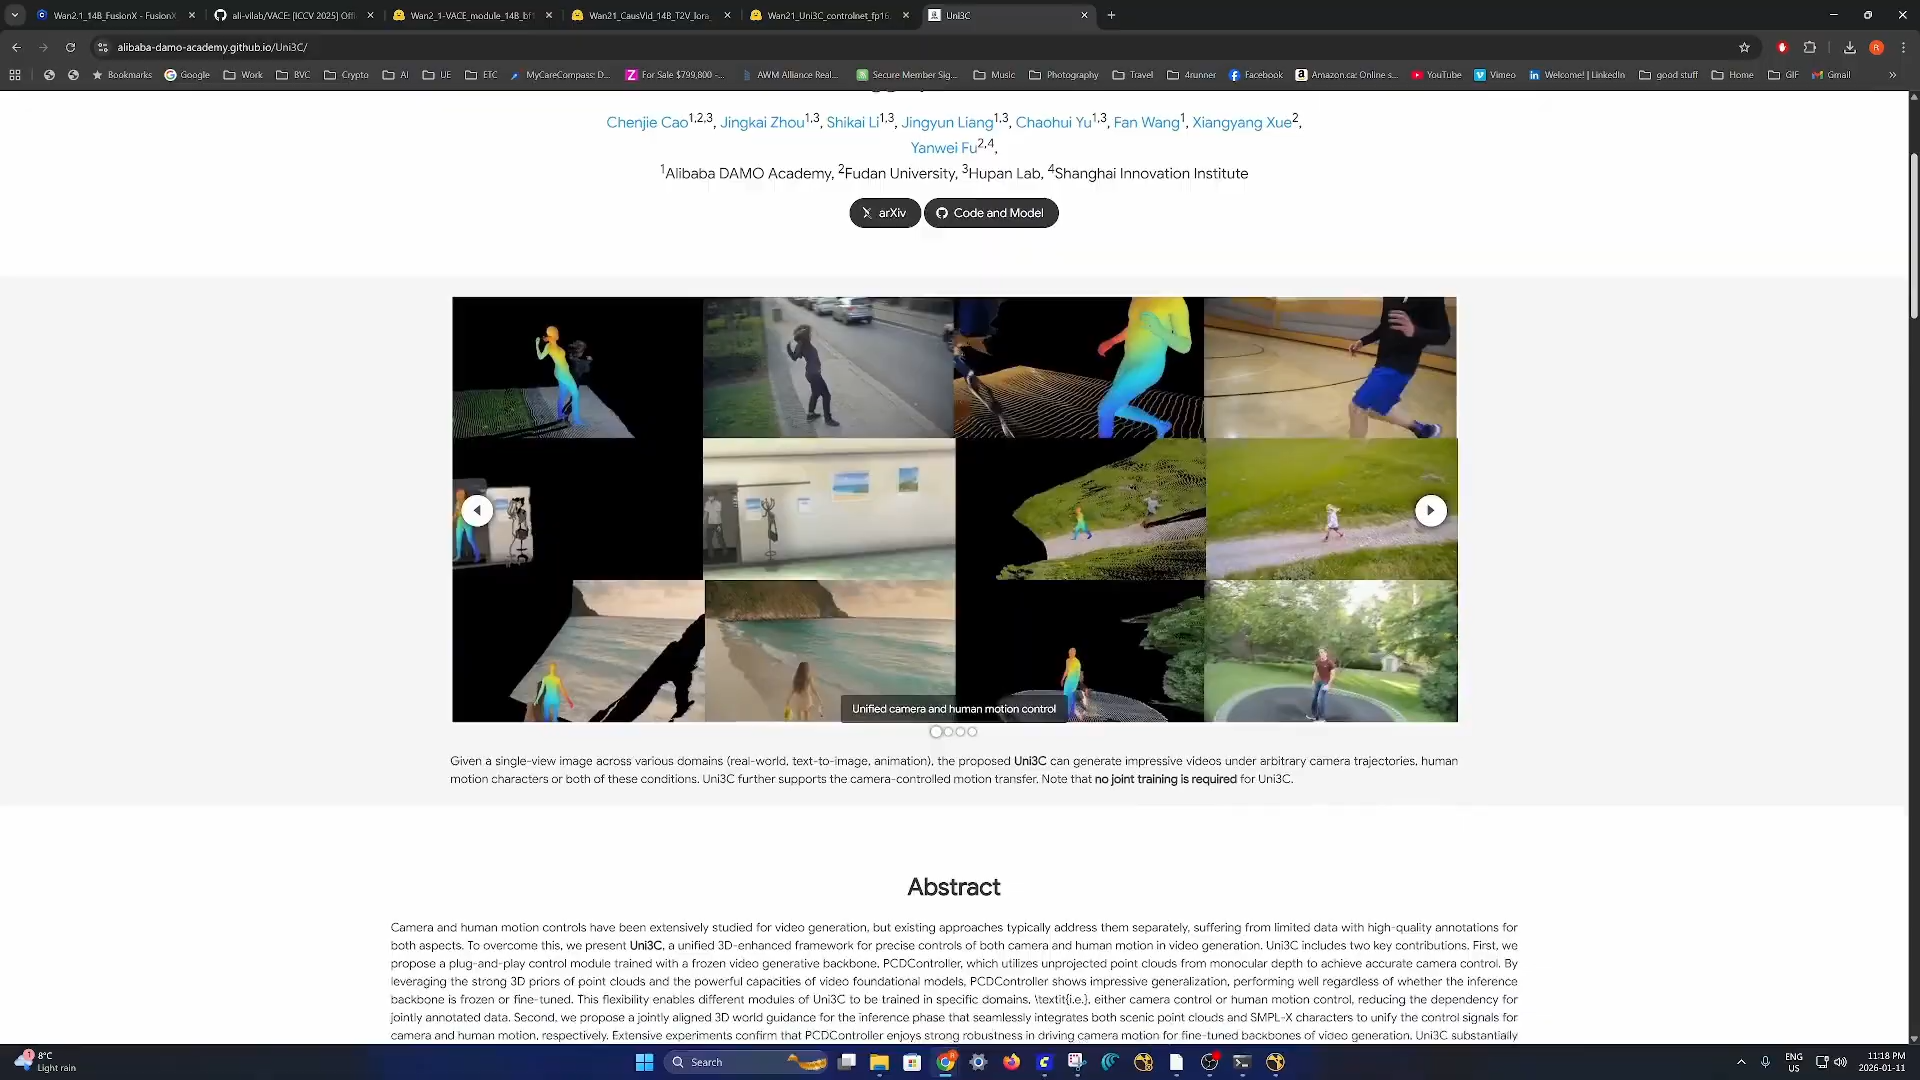 Wan2.1_14B_FusionX - FusionX
ali-vilab/VACE: [ICCV 2025] Offi
Wan2_1-VACE_module_14B_bf1
Wan21_CausVid_14B_T2V_lora_
Wan21_Uni3C_controlnet_fp16.
Uni3C
alibaba-damo-academy.github.io/Uni3C/
R
Bookmarks
Google
Work
BVC
Crypto
AI
UE
ETC
MyCareCompass: D...
For Sale $799,800 -...
AWM Alliance Real...
Secure Member Sig...
Music
Photography
Travel
4runner
Facebook
Amazon.ca: Online s...
YouTube
Vimeo
Welcome! | LinkedIn
good stuff
Home
GIF
Gmail
Chenjie Cao1,2,3, Jingkai Zhou1,3, Shikai Li1,3, Jingyun Liang1,3, Chaohui Yu1,3, Fan Wang1, Xiangyang Xue2,
Yanwei Fu2,4,
1Alibaba DAMO Academy, 2Fudan University, 3Hupan Lab, 4Shanghai Innovation Institute
arXiv
Code and Model
Unified camera and human motion control
Given a single-view image across various domains (real-world, text-to-image, animation), the proposed Uni3C can generate impressive videos under arbitrary camera trajectories, human
motion characters or both of these conditions. Uni3C further supports the camera-controlled motion transfer. Note that no joint training is required for Uni3C.
Abstract
Camera and human motion controls have been extensively studied for video generation, but existing approaches typically address them separately, suffering from limited data with high-quality annotations for
both aspects. To overcome this, we present Uni3C, a unified 3D-enhanced framework for precise controls of both camera and human motion in video generation. Uni3C includes two key contributions. First, we
propose a plug-and-play control module trained with a frozen video generative backbone, PCDController, which utilizes unprojected point clouds from monocular depth to achieve accurate camera control. By
leveraging the strong 3D priors of point clouds and the powerful capacities of video foundational models, PCDController shows impressive generalization, performing well regardless of whether the inference
backbone is frozen or fine-tuned. This flexibility enables different modules of Uni3C to be trained in specific domains, \textit{i.e.}, either camera control or human motion control, reducing the dependency for
jointly annotated data. Second, we propose a jointly aligned 3D world guidance for the inference phase that seamlessly integrates both scenic point clouds and SMPL-X characters to unify the control signals for
camera and human motion, respectively. Extensive experiments confirm that PCDController enjoys strong robustness in driving camera motion for fine-tuned backbones of video generation. Uni3C substantially
1
8°C
Light rain
Search
ENG
US
11:18 PM
2026-01-11